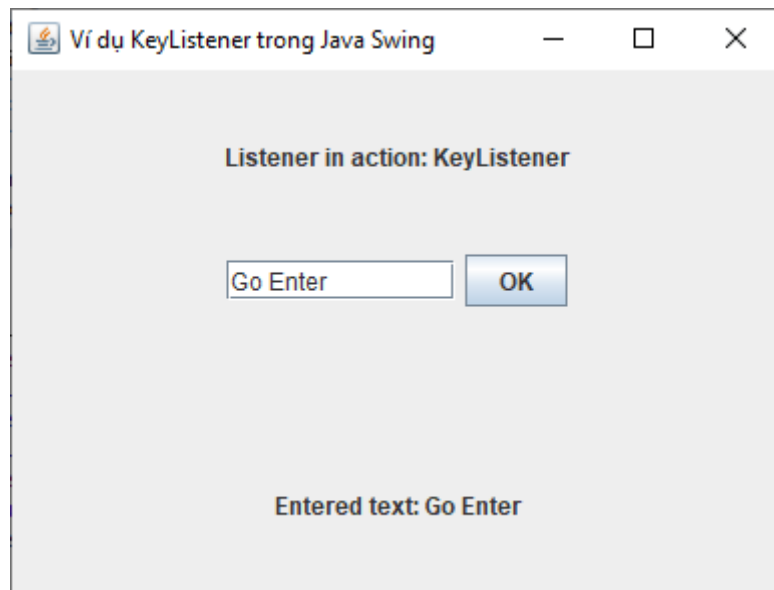 Ví dụ KeyListener trong Java Swing
Listener in action: KeyListener
Go Enter OK
Entered text: Go Enter